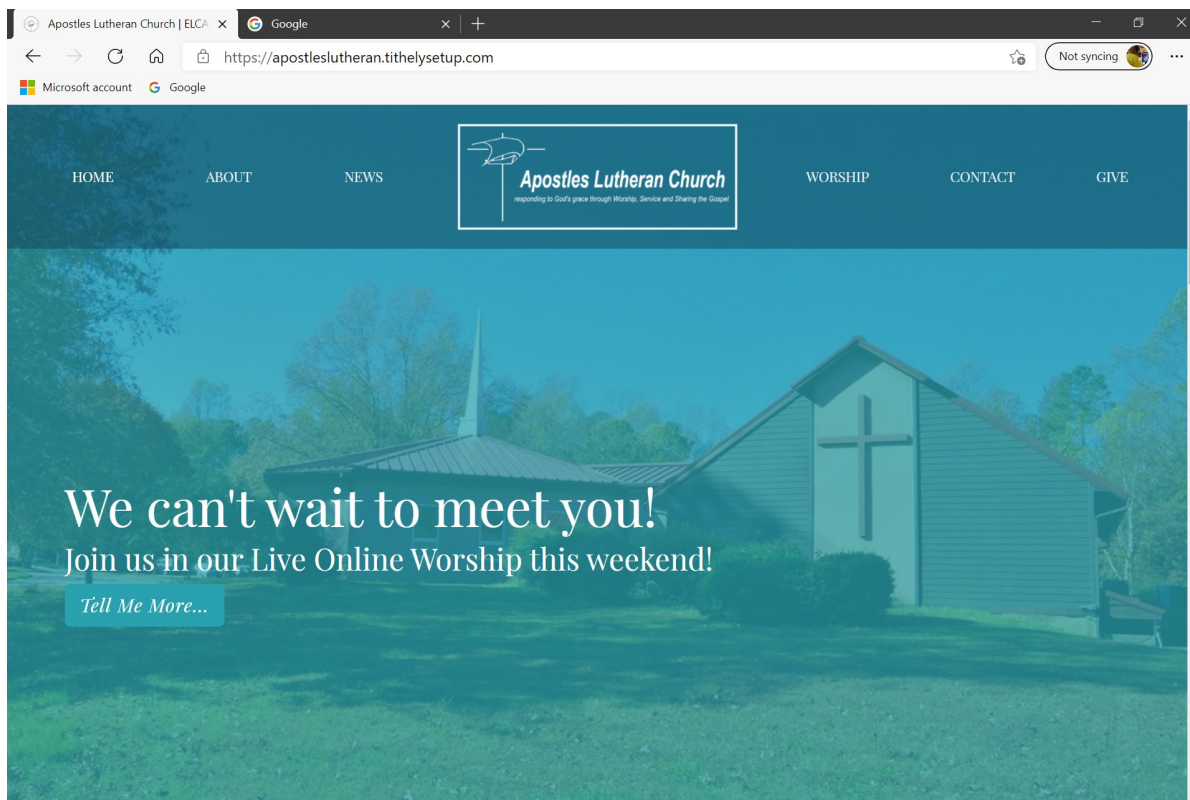 Apostles Lutheran Church | ELCA
Google
https://apostleslutheran.tithelysetup.com
Not syncing
Microsoft account
Google
HOME
ABOUT
NEWS
Apostles Lutheran Church
responding to God's grace through Worship, Service and Sharing the Gospel
WORSHIP
CONTACT
GIVE
We can't wait to meet you!
Join us in our Live Online Worship this weekend!
Tell Me More...